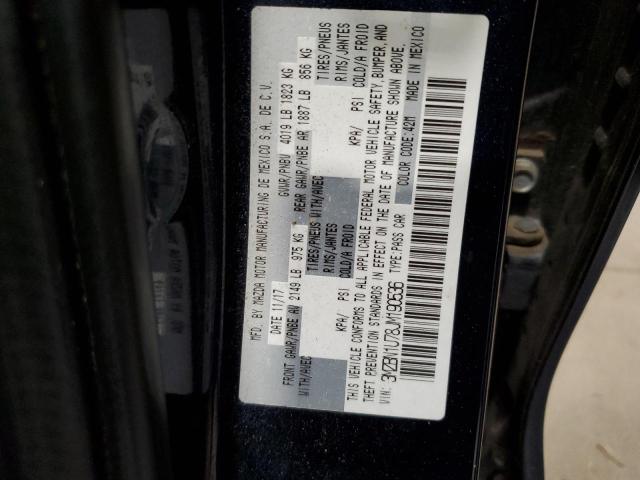 MFD. BY MAZDA MOTOR MANUFACTURING DE MEXICO S.A. DE C.V.
DATE 11/17 GVWR/PNBU 4019 LB 1823 KG
FRONT GAWR/PNBE AV 2149 LB 975 KG REAR GAWR/PNBE AR 1887 LB 856 KG
WITH/AVEC TIRES/PNEUS WITH/AVEC TIRES/PNEUS
RIMS/JANTES RIMS/JANTES
KPA/ PSI COLD/A FROID KPA/ PSI COLD/A FROID
THIS VEHICLE CONFORMS TO ALL APPLICABLE FEDERAL MOTOR VEHICLE SAFETY, BUMPER, AND
THEFT PREVENTION STANDARDS IN EFFECT ON THE DATE OF MANUFACTURE SHOWN ABOVE.
VIN: 3MZBN1U78JM190536 TYPE:PASS CAR COLOR CODE:42M MADE IN MEXICO